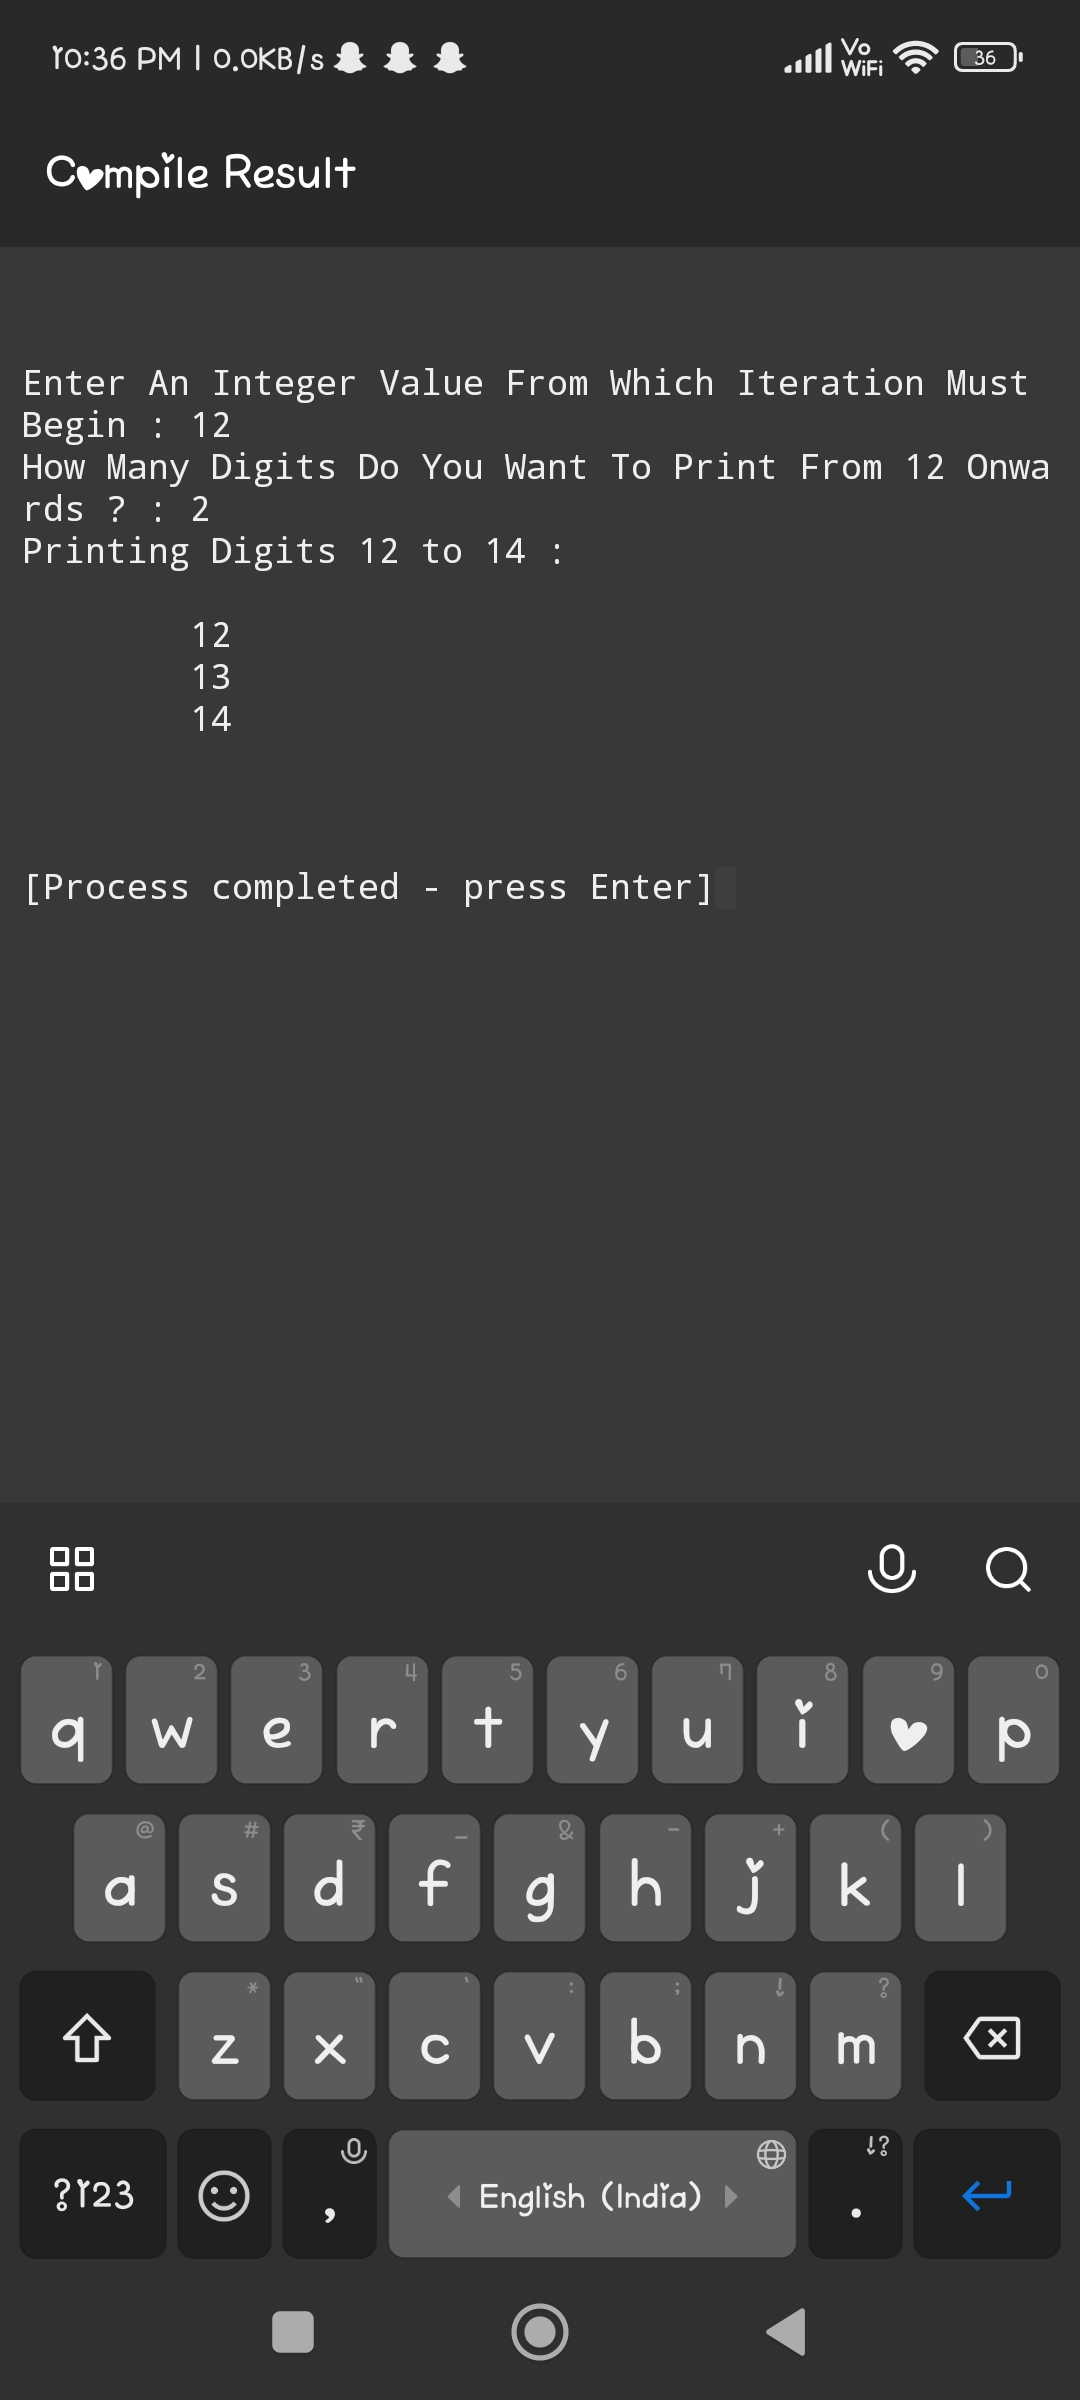 10:36 PM | 0.0KB/s Vo WiFi 36
Compile Result
Enter An Integer Value From Which Iteration Must
Begin : 12
How Many Digits Do You Want To Print From 12 Onwa
rds ? : 2
Printing Digits 12 to 14 :
12
13
14
[Process completed - press Enter]
1 2 3 4 5 6 7 8 9 0
q w e r t y u i o p
@ # ₹ _ & - + ( )
a s d f g h j k l
* " ' : ; ! ?
z x c v b n m
!?
?123 , English (India) .